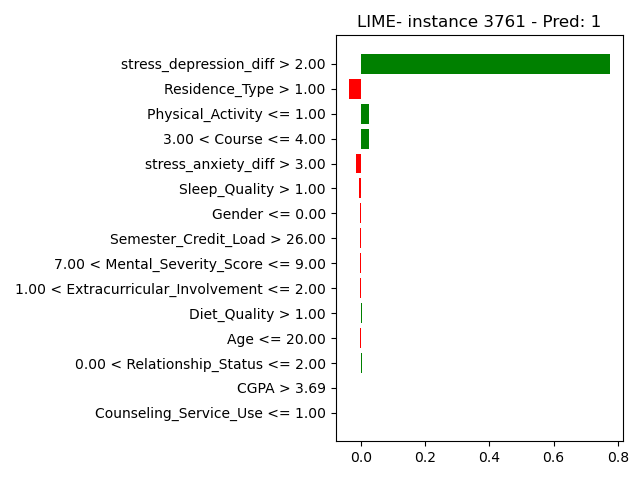 LIME- instance 3761 - Pred: 1
stress_depression_diff > 2.00
Residence_Type > 1.00
Physical_Activity <= 1.00
3.00 < Course <= 4.00
stress_anxiety_diff > 3.00
Sleep_Quality > 1.00
Gender <= 0.00
Semester_Credit_Load > 26.00
7.00 < Mental_Severity_Score <= 9.00
1.00 < Extracurricular_Involvement <= 2.00
Diet_Quality > 1.00
Age <= 20.00
0.00 < Relationship_Status <= 2.00
CGPA > 3.69
Counseling_Service_Use <= 1.00
0.0 0.2 0.4 0.6 0.8